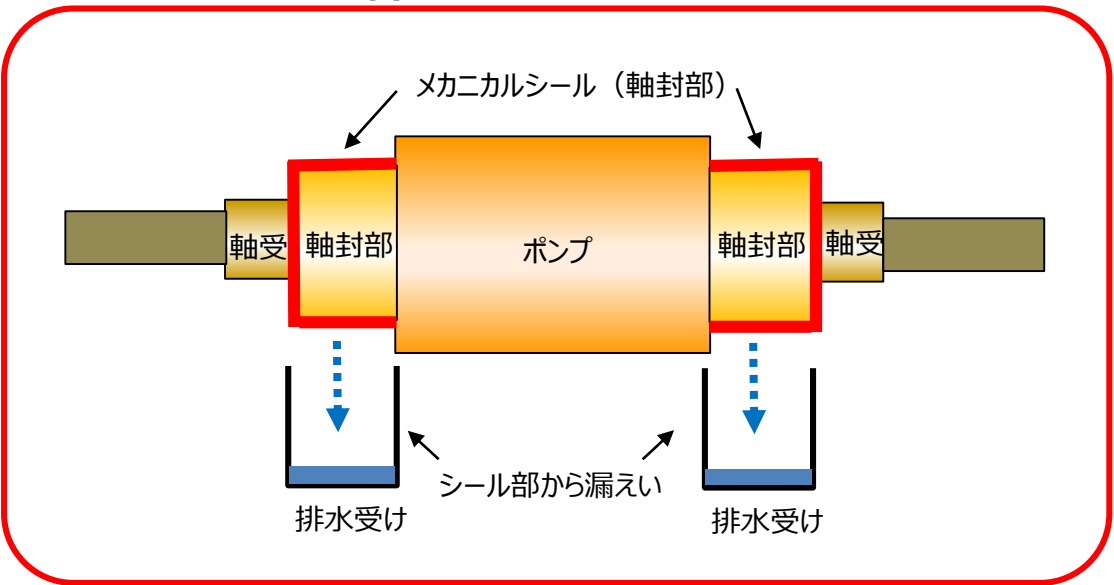 メカニカルシール（軸封部）
軸受
軸封部
ポンプ
軸封部
軸受
シール部から漏えい
排水受け
排水受け